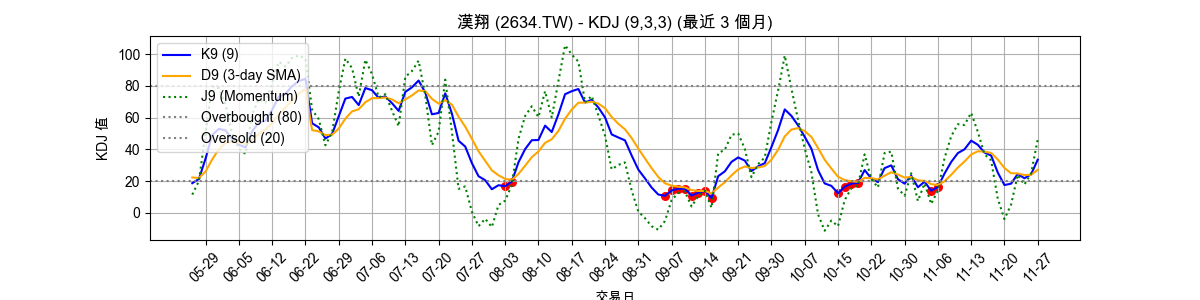 漢翔 (2634.TW) - KDJ (9,3,3) (最近 3 個月)
KDJ 值
100
80
60
40
20
0
K9 (9)
D9 (3-day SMA)
J9 (Momentum)
Overbought (80)
Oversold (20)
05-29 06-05 06-12 06-22 06-29 07-06 07-13 07-20 07-27 08-03 08-10 08-17 08-24 08-31 09-07 09-14 09-21 09-30 10-07 10-15 10-22 10-30 11-06 11-13 11-20 11-27
交易日